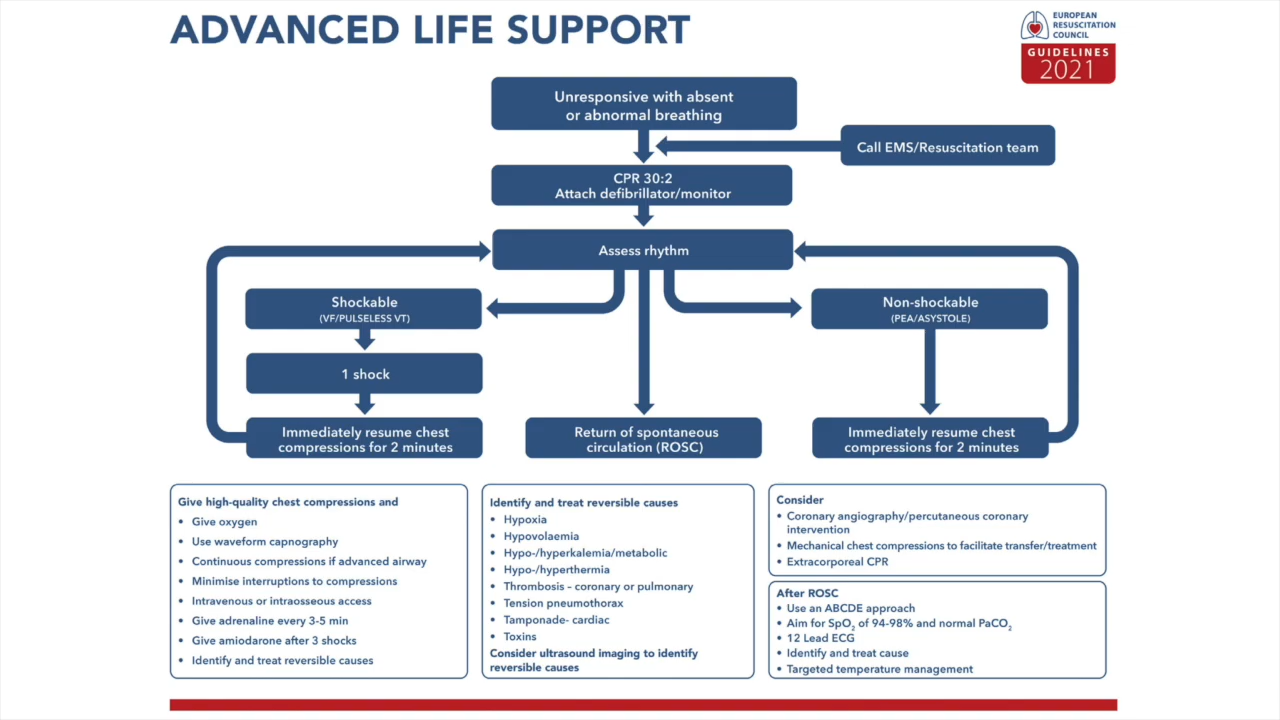 ADVANCED LIFE SUPPORT
EUROPEAN
RESUSCITATION
COUNCIL
GUIDELINES
2021
Unresponsive with absent
or abnormal breathing
Call EMS/Resuscitation team
CPR 30:2
Attach defibrillator/monitor
Assess rhythm
Shockable
(VF/PULSELESS VT)
Non-shockable
(PEA/ASYSTOLE)
1 shock
Immediately resume chest
compressions for 2 minutes
Return of spontaneous
circulation (ROSC)
Immediately resume chest
compressions for 2 minutes
Give high-quality chest compressions and
• Give oxygen
• Use waveform capnography
• Continuous compressions if advanced airway
• Minimise interruptions to compressions
• Intravenous or intraosseous access
• Give adrenaline every 3-5 min
• Give amiodarone after 3 shocks
• Identify and treat reversible causes
Identify and treat reversible causes
• Hypoxia
• Hypovolaemia
• Hypo-/hyperkalemia/metabolic
• Hypo-/hyperthermia
• Thrombosis – coronary or pulmonary
• Tension pneumothorax
• Tamponade- cardiac
• Toxins
Consider ultrasound imaging to identify
reversible causes
Consider
• Coronary angiography/percutaneous coronary
intervention
• Mechanical chest compressions to facilitate transfer/treatment
• Extracorporeal CPR
After ROSC
• Use an ABCDE approach
• Aim for SpO₂ of 94-98% and normal PaCO₂
• 12 Lead ECG
• Identify and treat cause
• Targeted temperature management